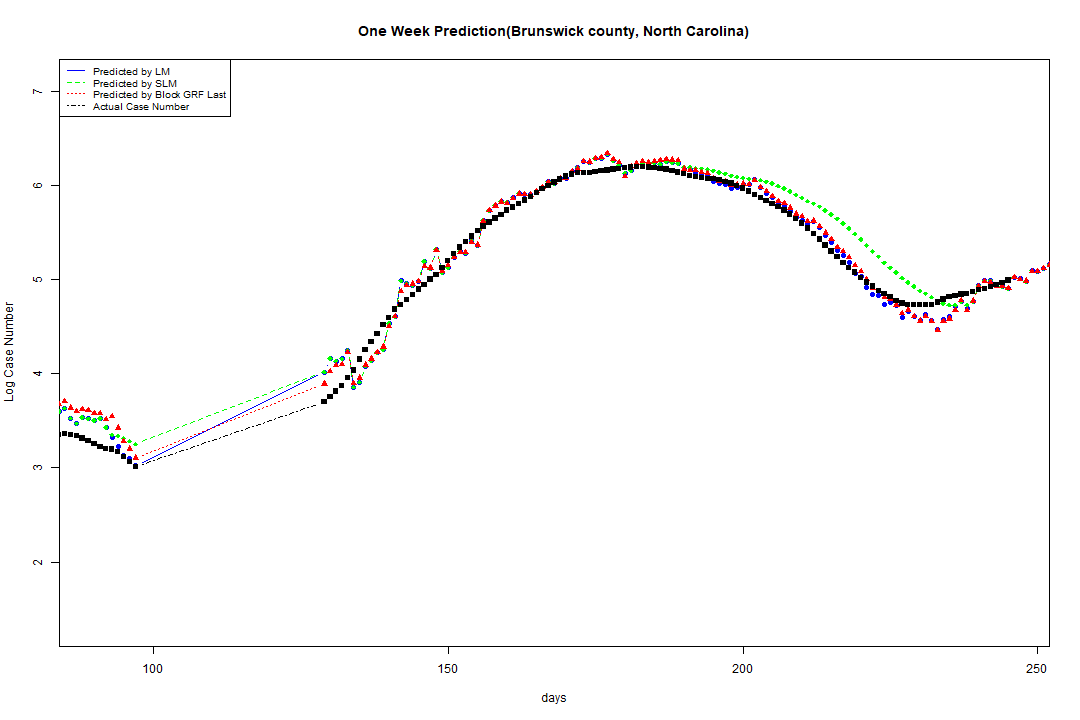 One Week Prediction(Brunswick county, North Carolina)
Predicted by LM
Predicted by SLM
Predicted by Block GRF Last
Actual Case Number
7
6
5
4
3
2
Log Case Number
100
150
200
250
days